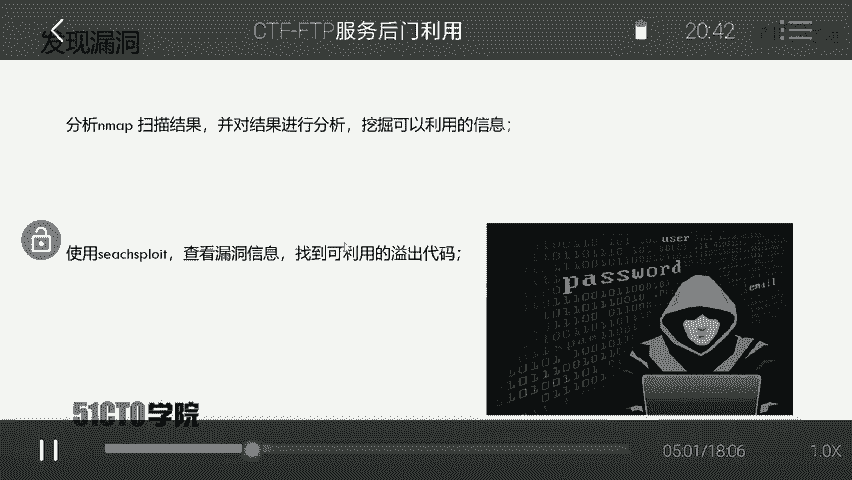 发现漏洞
CTF-FTP服务后门利用
20:42
分析nmap 扫描结果，并对结果进行分析，挖掘可以利用的信息；
使用seachsploit，查看漏洞信息，找到可利用的溢出代码；
user
password
email
51CTO学院
05:01/18:06
1.0X